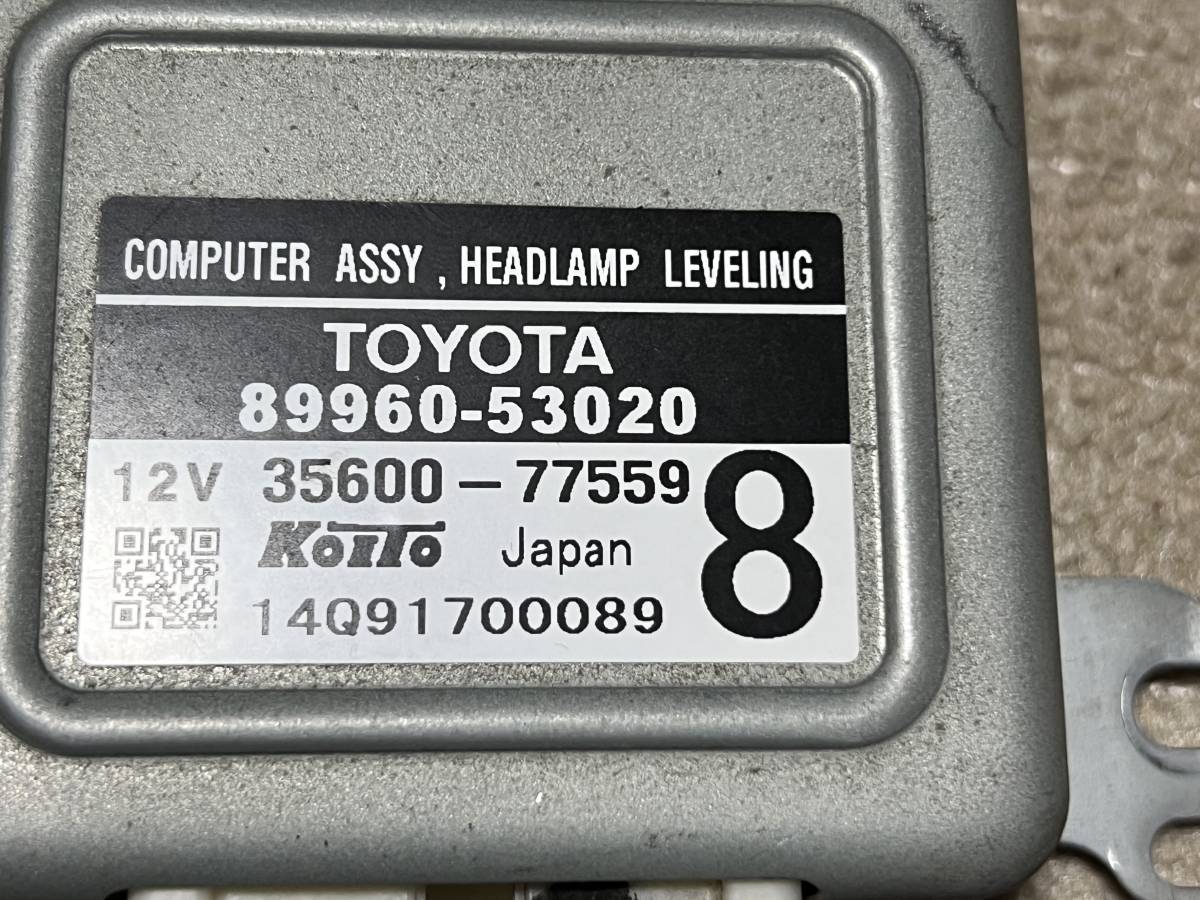 COMPUTER ASSY , HEADLAMP LEVELING
TOYOTA
89960-53020
12V 35600-77559 8
KOITO Japan
14Q91700089